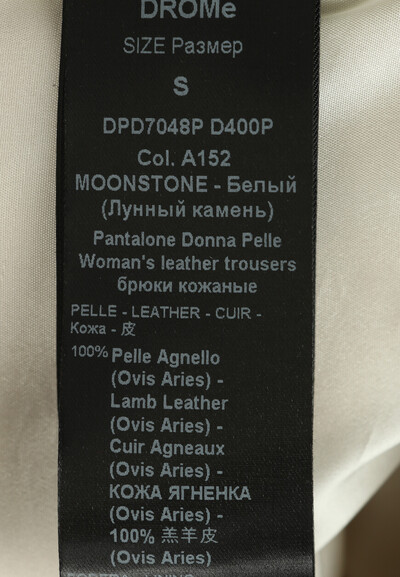 DROMe
SIZE Размер
S
DPD7048P D400P
Col. A152
MOONSTONE - Белый
(Лунный камень)
Pantalone Donna Pelle
Woman's leather trousers
брюки кожаные
PELLE - LEATHER - CUIR -
Кожа - 皮
100% Pelle Agnello
(Ovis Aries) -
Lamb Leather
(Ovis Aries) -
Cuir Agneaux
(Ovis Aries) -
КОЖА ЯГНЕНКА
(Ovis Aries) -
100% 羔羊皮
(Ovis Aries)